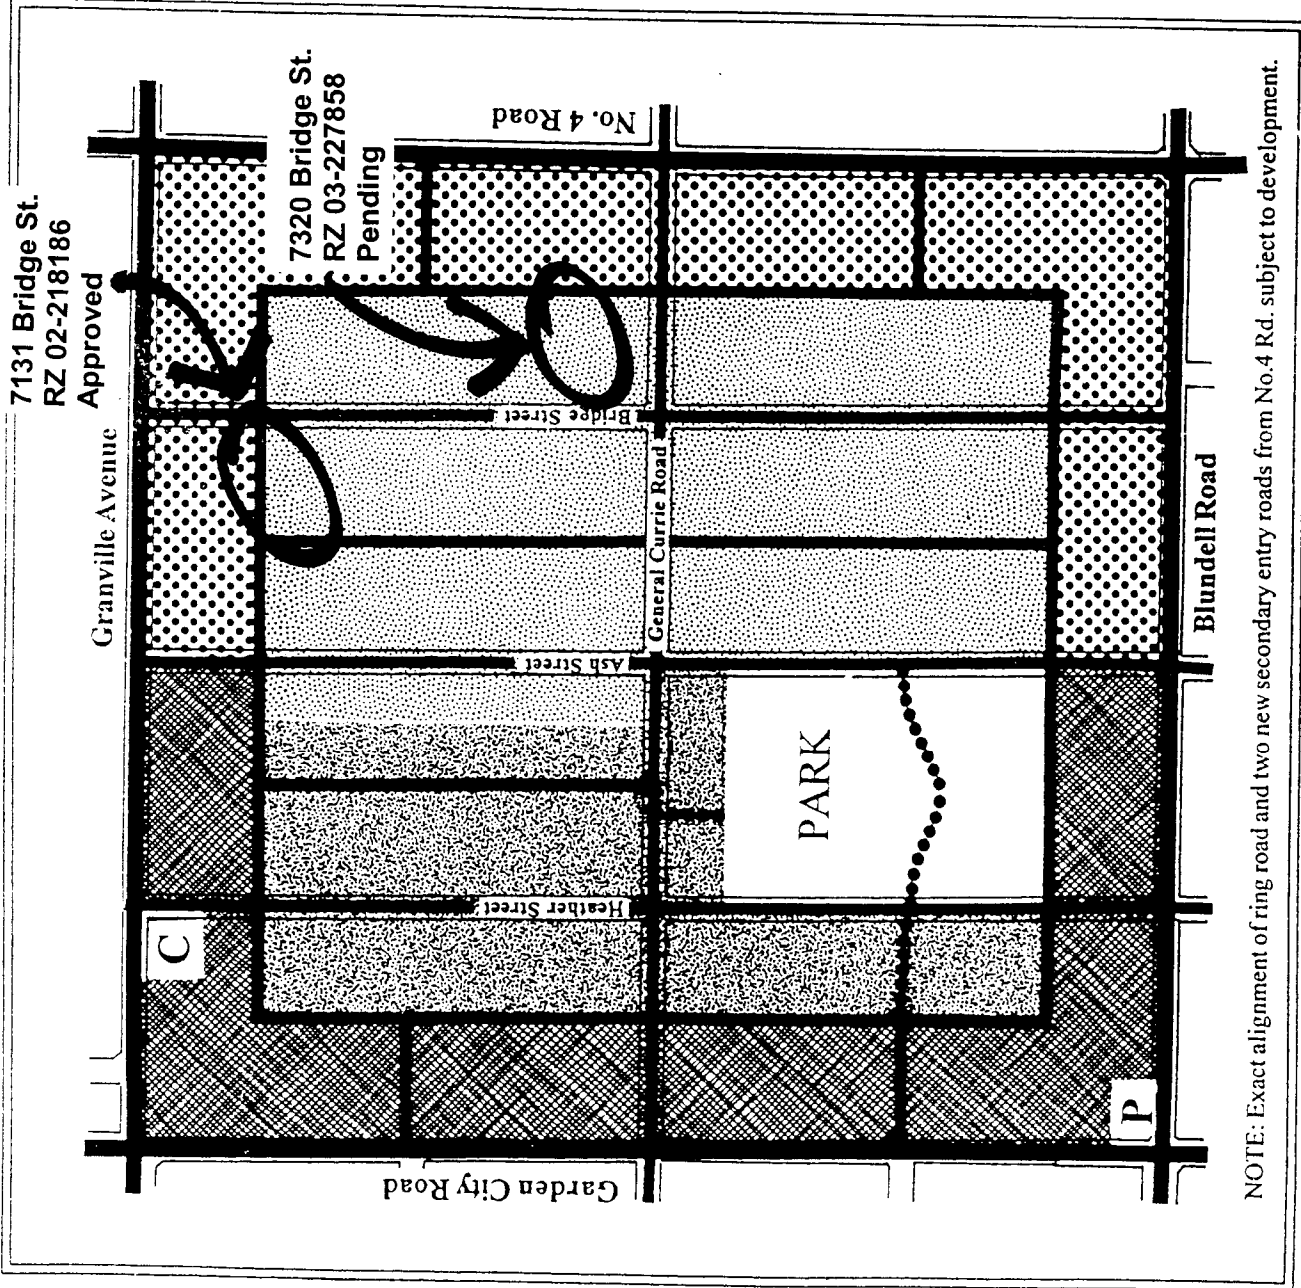 7131 Bridge St.
RZ 02-218186
Approved
7320 Bridge St.
RZ 03-227858
Pending
Granville Avenue
No. 4 Road
Bridge Street
General Currie Road
Ash Street
Heather Street
Garden City Road
Blundell Road
PARK
C
P
NOTE: Exact alignment of ring road and two new secondary entry roads from No.4 Rd. subject to development.